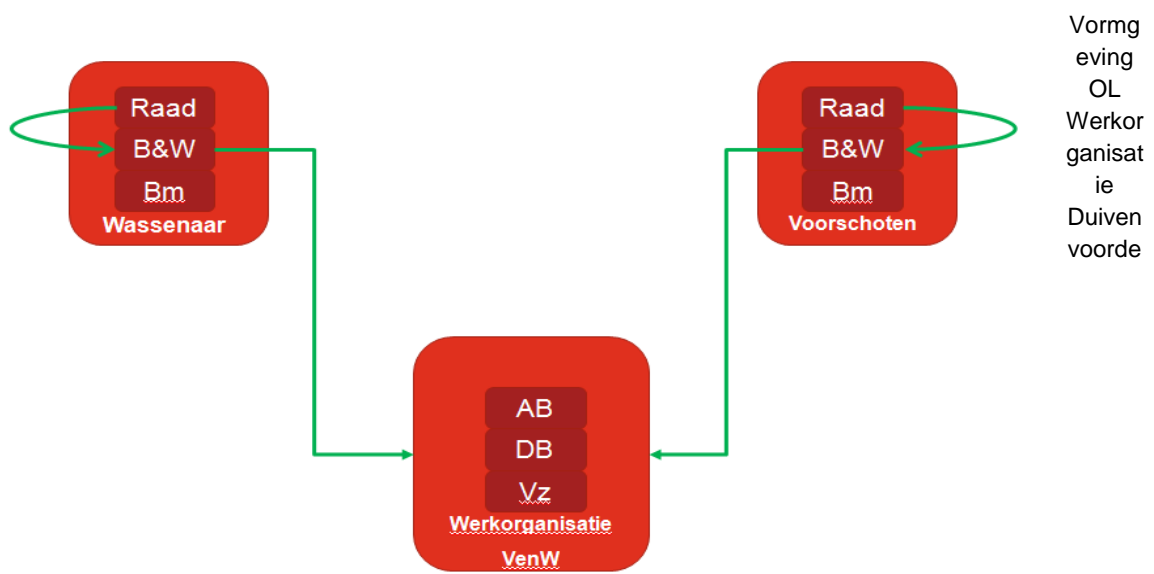 Raad
B&W
Bm
Wassenaar
Raad
B&W
Bm
Voorschoten
Vormg
eving
OL
Werkor
ganisat
ie
Duiven
voorde
AB
DB
Vz
Werkorganisatie
VenW